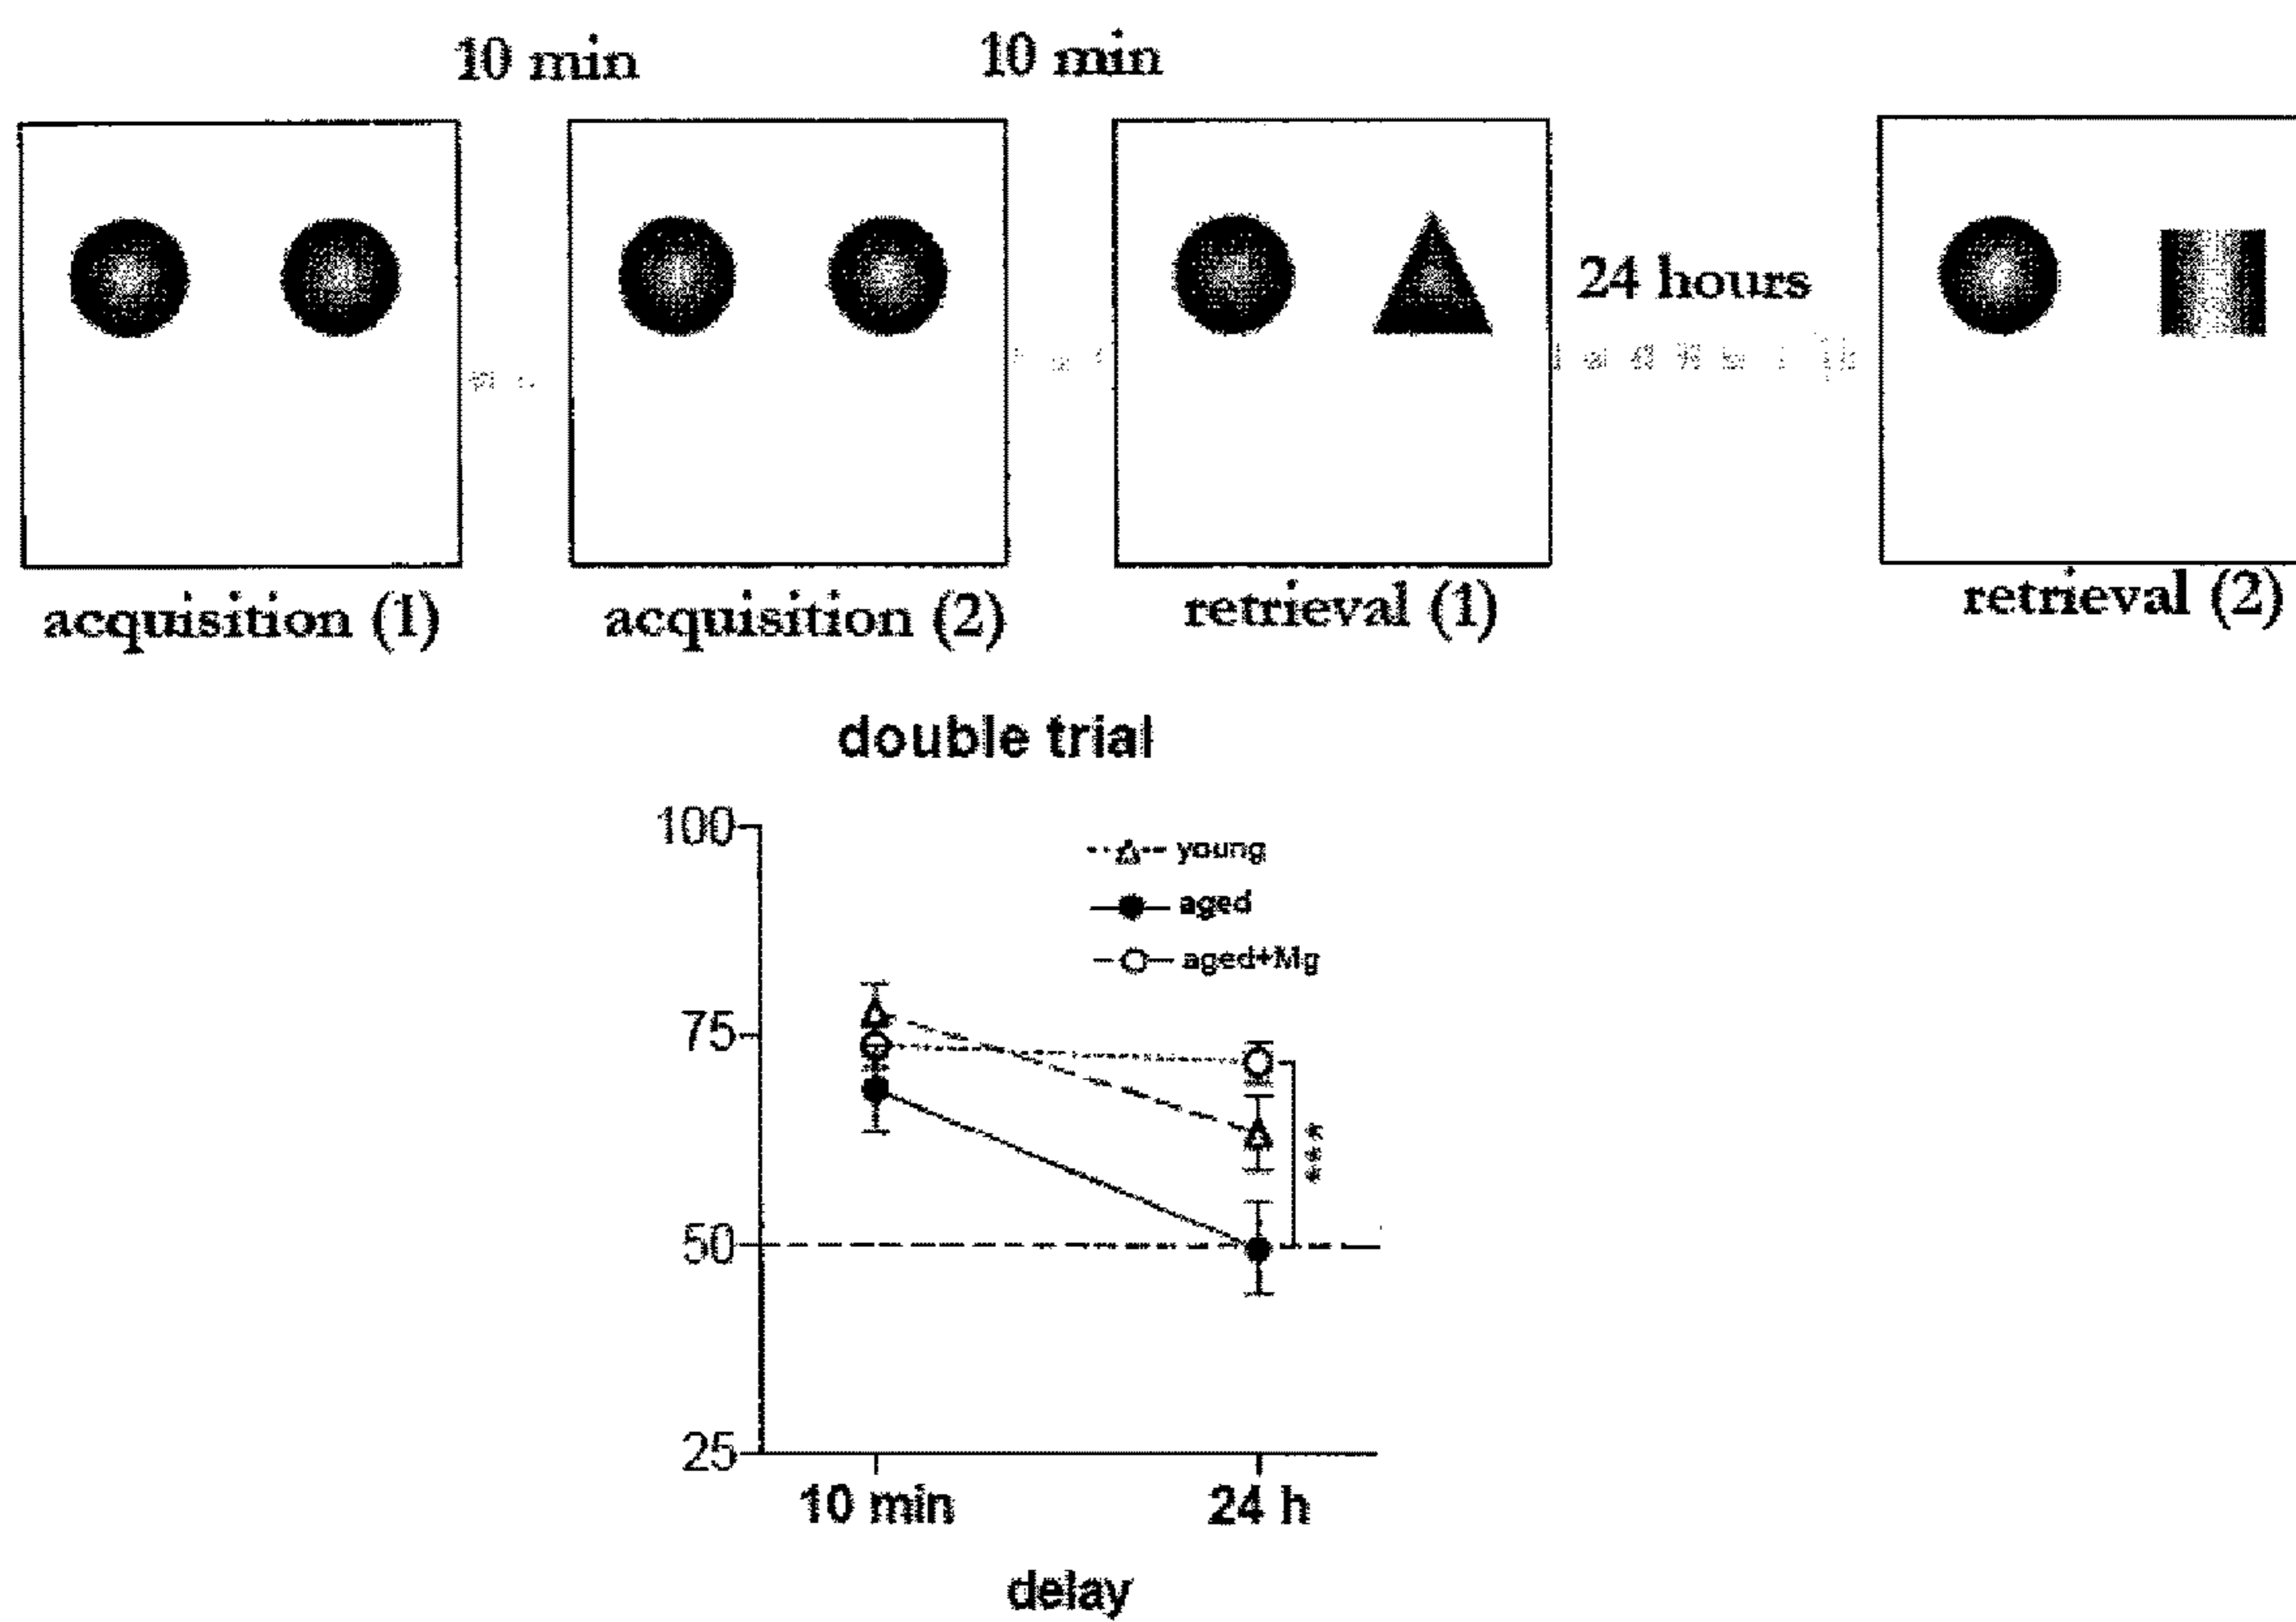 10 min 10 min
24 hours
acquisition (1) acquisition (2) retrieval (1) retrieval (2)
double trial
100
75
50
25
young
aged
aged+Mg
***
10 min 24 h
delay